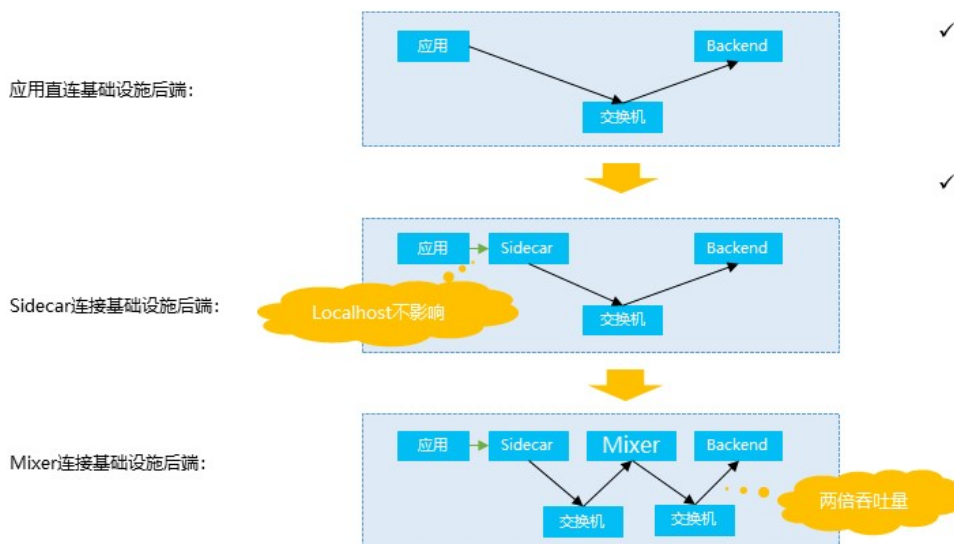 应用
Backend
应用直连基础设施后端:
交换机
✓
✓
应用
Sidecar
Backend
Sidecar连接基础设施后端:
Localhost不影响
交换机
应用
Sidecar
Mixer
Backend
Mixer连接基础设施后端:
两倍吞吐量
交换机
交换机